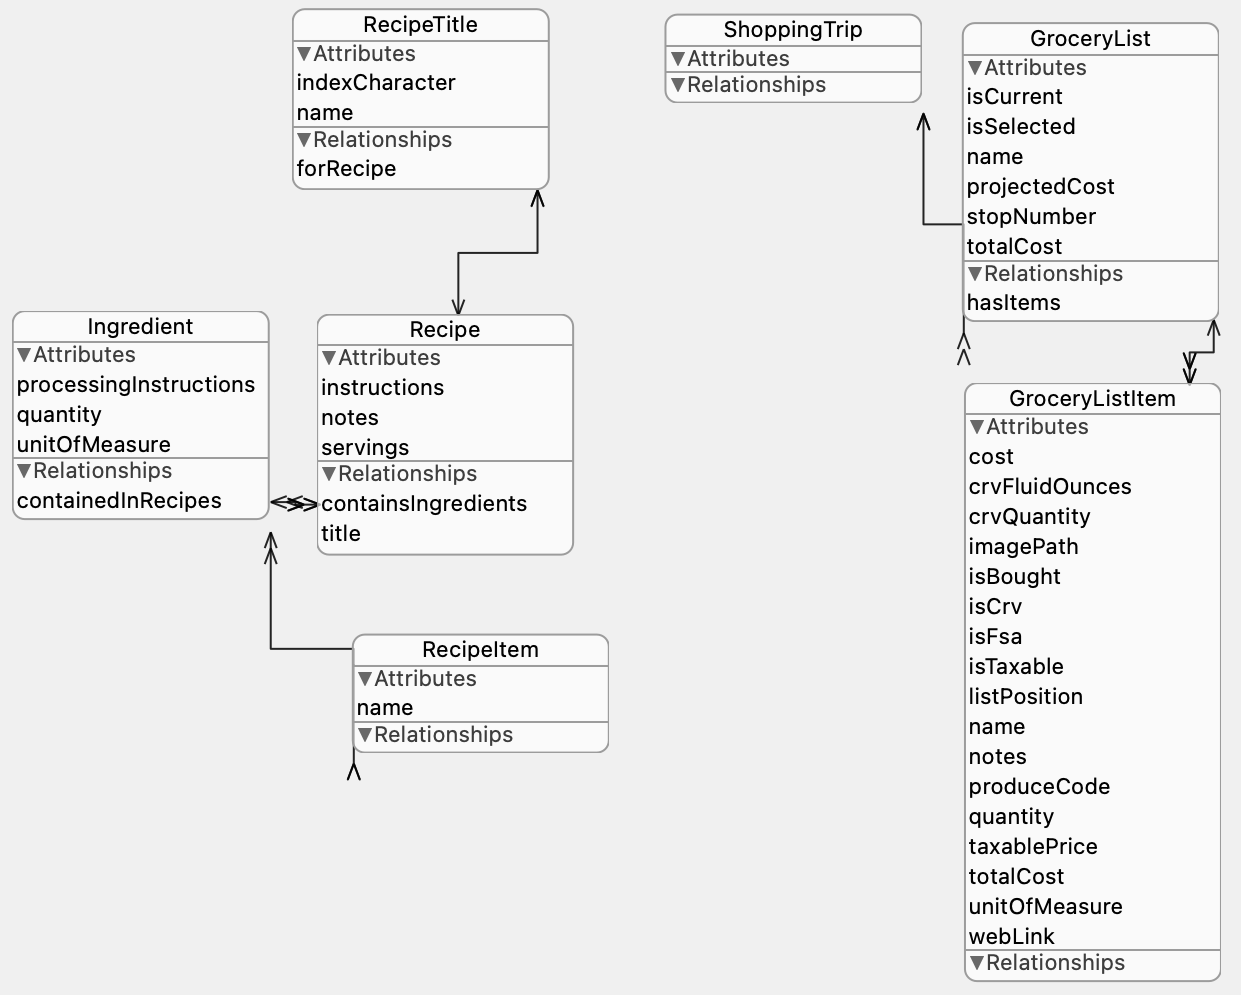 RecipeTitle
Attributes
indexCharacter
name
Relationships
forRecipe
ShoppingTrip
Attributes
Relationships
GroceryList
Attributes
isCurrent
isSelected
name
projectedCost
stopNumber
totalCost
Relationships
hasItems
Ingredient
Attributes
processingInstructions
quantity
unitOfMeasure
Relationships
containedInRecipes
Recipe
Attributes
instructions
notes
servings
Relationships
containsIngredients
title
RecipeItem
Attributes
name
Relationships
GroceryListItem
Attributes
cost
crvFluidOunces
crvQuantity
imagePath
isBought
isCrv
isFsa
isTaxable
listPosition
name
notes
produceCode
quantity
taxablePrice
totalCost
unitOfMeasure
webLink
Relationships